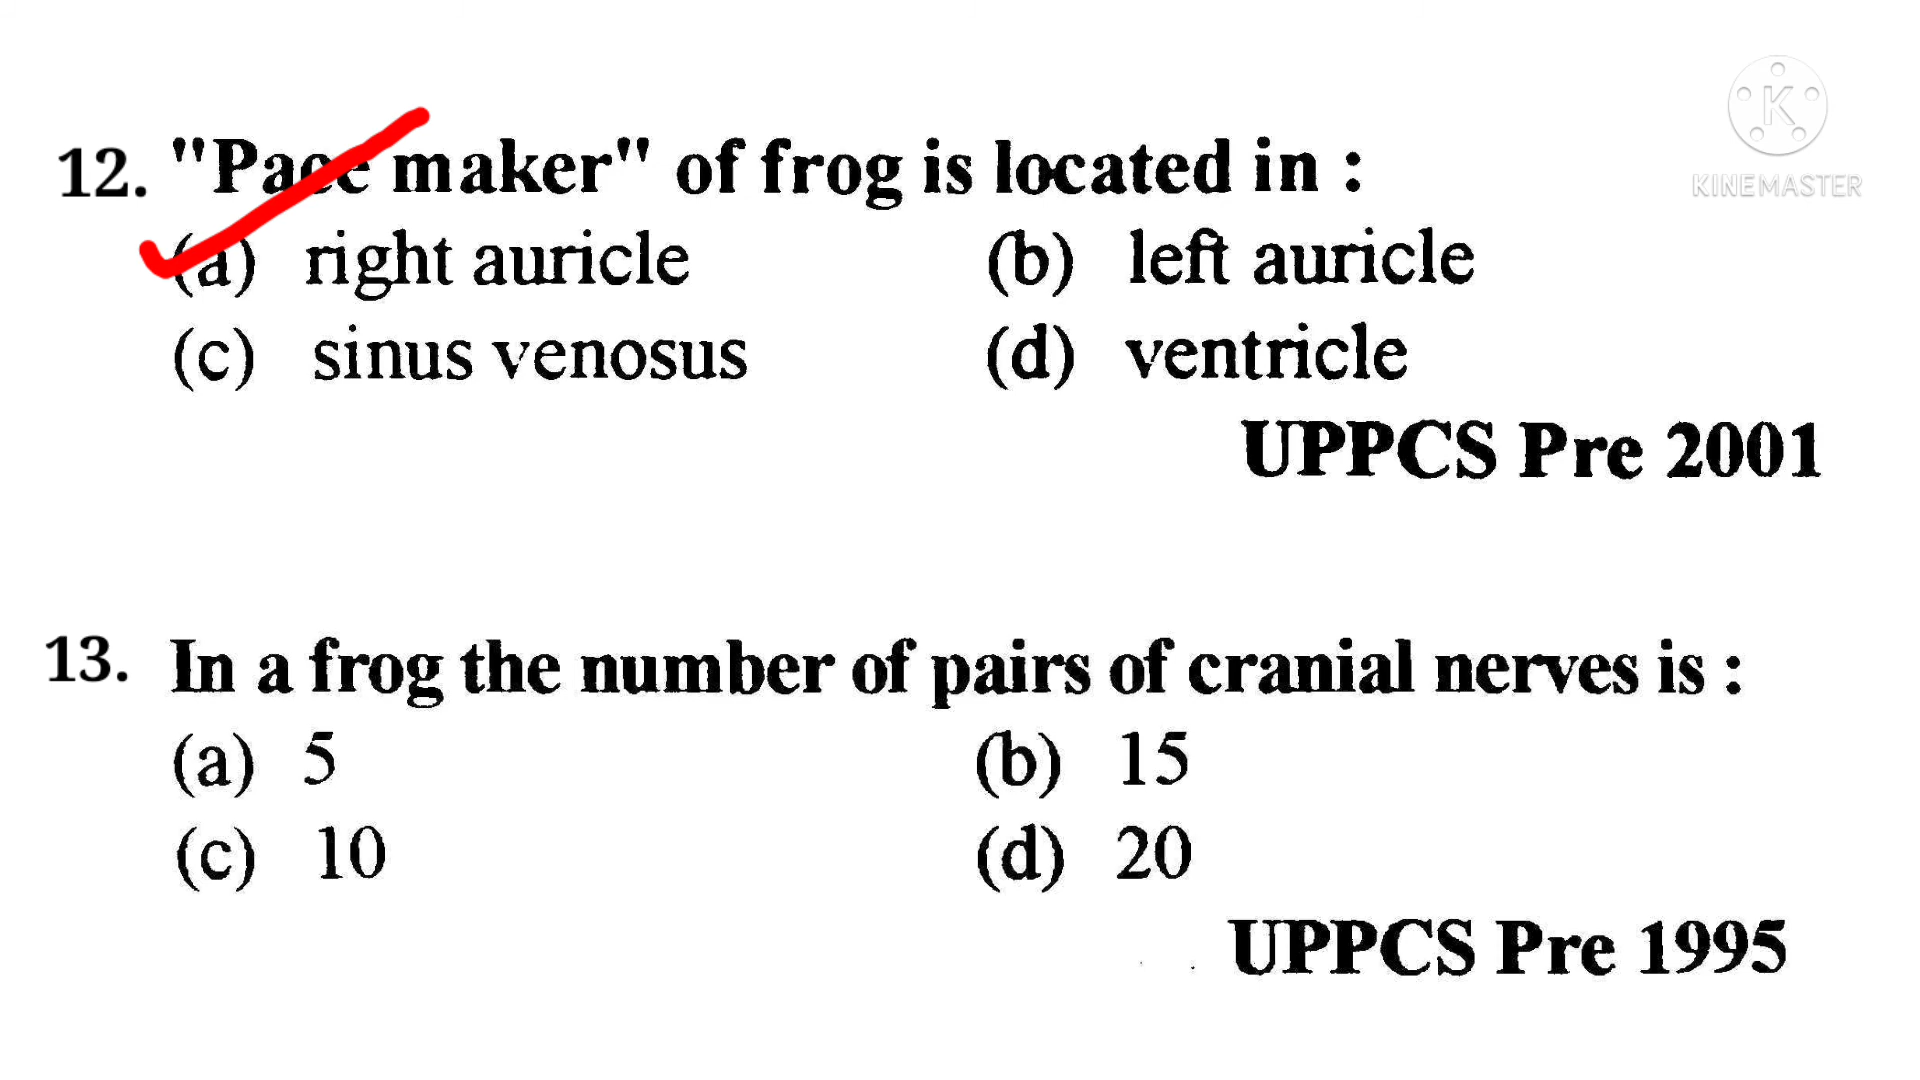 K
KINEMASTER
12. "Pace maker" of frog is located in :
(a) right auricle (b) left auricle
(c) sinus venosus (d) ventricle
UPPCS Pre 2001
13. In a frog the number of pairs of cranial nerves is :
(a) 5 (b) 15
(c) 10 (d) 20
UPPCS Pre 1995